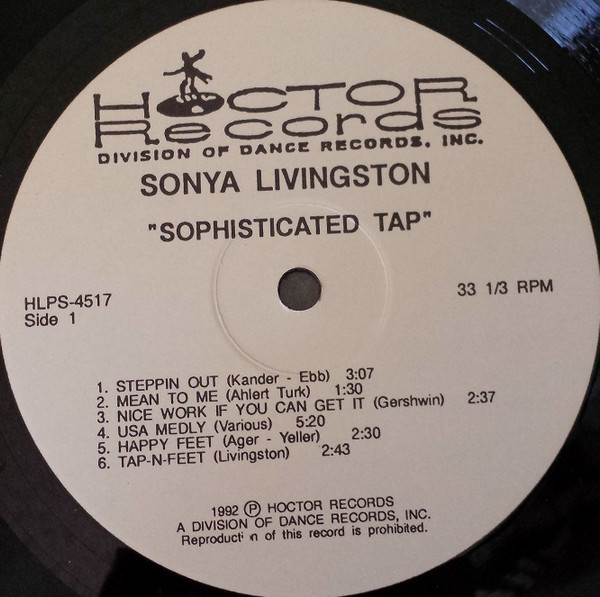 HOCTOR
Records
DIVISION OF DANCE RECORDS, INC.
SONYA LIVINGSTON
"SOPHISTICATED TAP"
HLPS-4517
Side 1
33 1/3 RPM
1. STEPPIN OUT (Kander - Ebb) 3:07
2. MEAN TO ME (Ahlert Turk) 1:30
3. NICE WORK IF YOU CAN GET IT (Gershwin) 2:37
4. USA MEDLY (Various) 5:20
5. HAPPY FEET (Ager - Yeller) 2:30
6. TAP-N-FEET (Livingston) 2:43
1992 Ⓟ HOCTOR RECORDS
A DIVISION OF DANCE RECORDS, INC.
Reproduction of this record is prohibited.